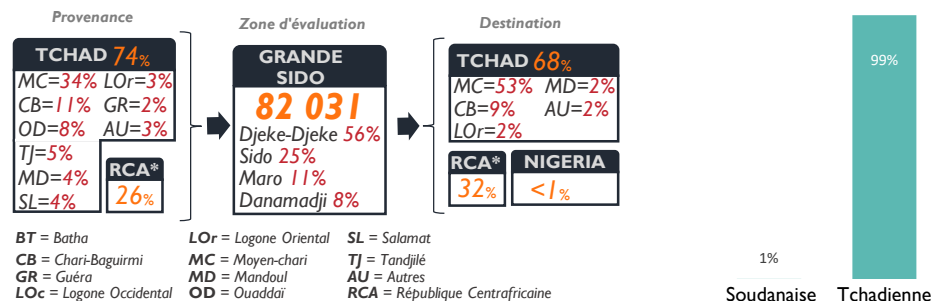 Provenance
TCHAD 74%
MC=34% LOr=3%
CB=11% GR=2%
OD=8% AU=3%
TJ=5%
MD=4%
SL=4%
RCA*
26%
Zone d'évaluation
GRANDE
SIDO
82 031
Djeke-Djeke 56%
Sido 25%
Maro 11%
Danamadji 8%
Destination
TCHAD 68%
MC=53% MD=2%
CB=9% AU=2%
LOr=2%
RCA*
32%
NIGERIA
<1%
BT = Batha
CB = Chari-Baguirmi
GR = Guéra
LOc = Logone Occidental
LOr = Logone Oriental
MC = Moyen-chari
MD = Mandoul
OD = Ouaddaï
SL = Salamat
TJ = Tandjilé
AU = Autres
RCA = République Centrafricaine
1%
99%
Soudanaise
Tchadienne